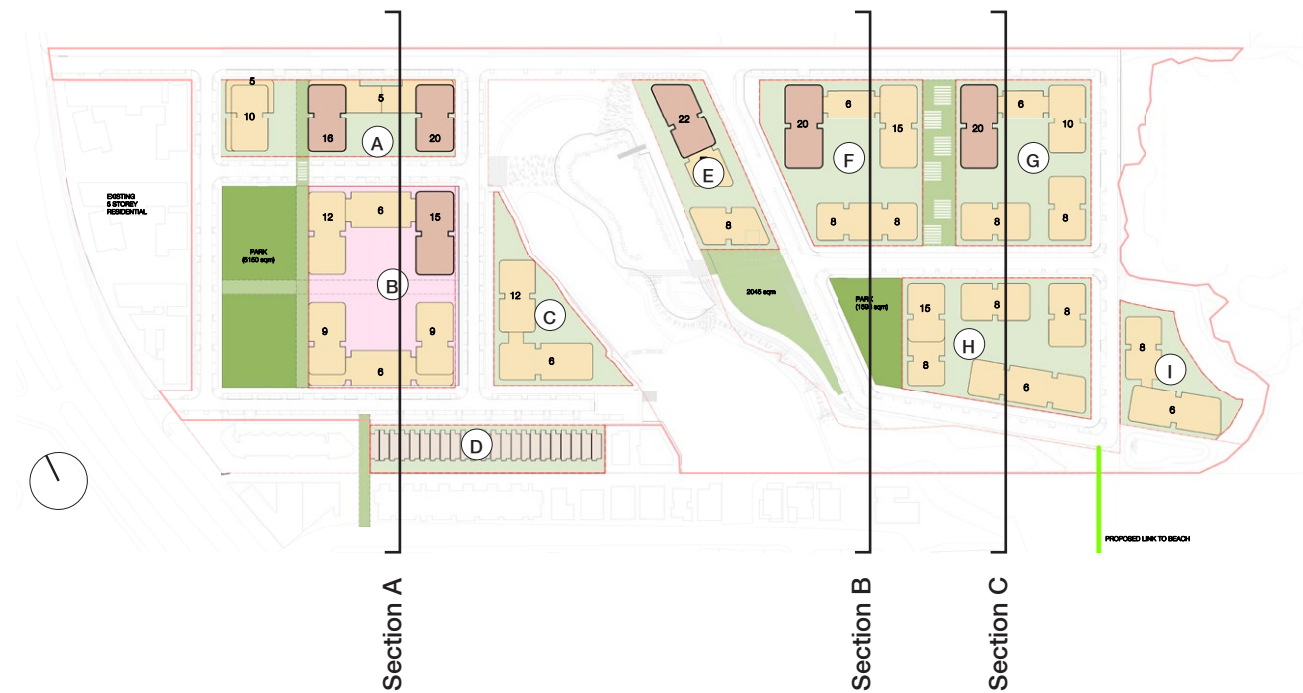 5
10
16
5
20
A
22
E
8
20
6
15
F
8
8
20
6
10
G
8
8
EXISTING
5 STOREY
RESIDENTIAL
PARK
(5150 sqm)
12
6
15
B
9
9
6
12
C
6
2045 sqm
PARK
15
8
8
H
8
6
8
I
6
D
PROPOSED LINK TO BEACH
Section A
Section B
Section C